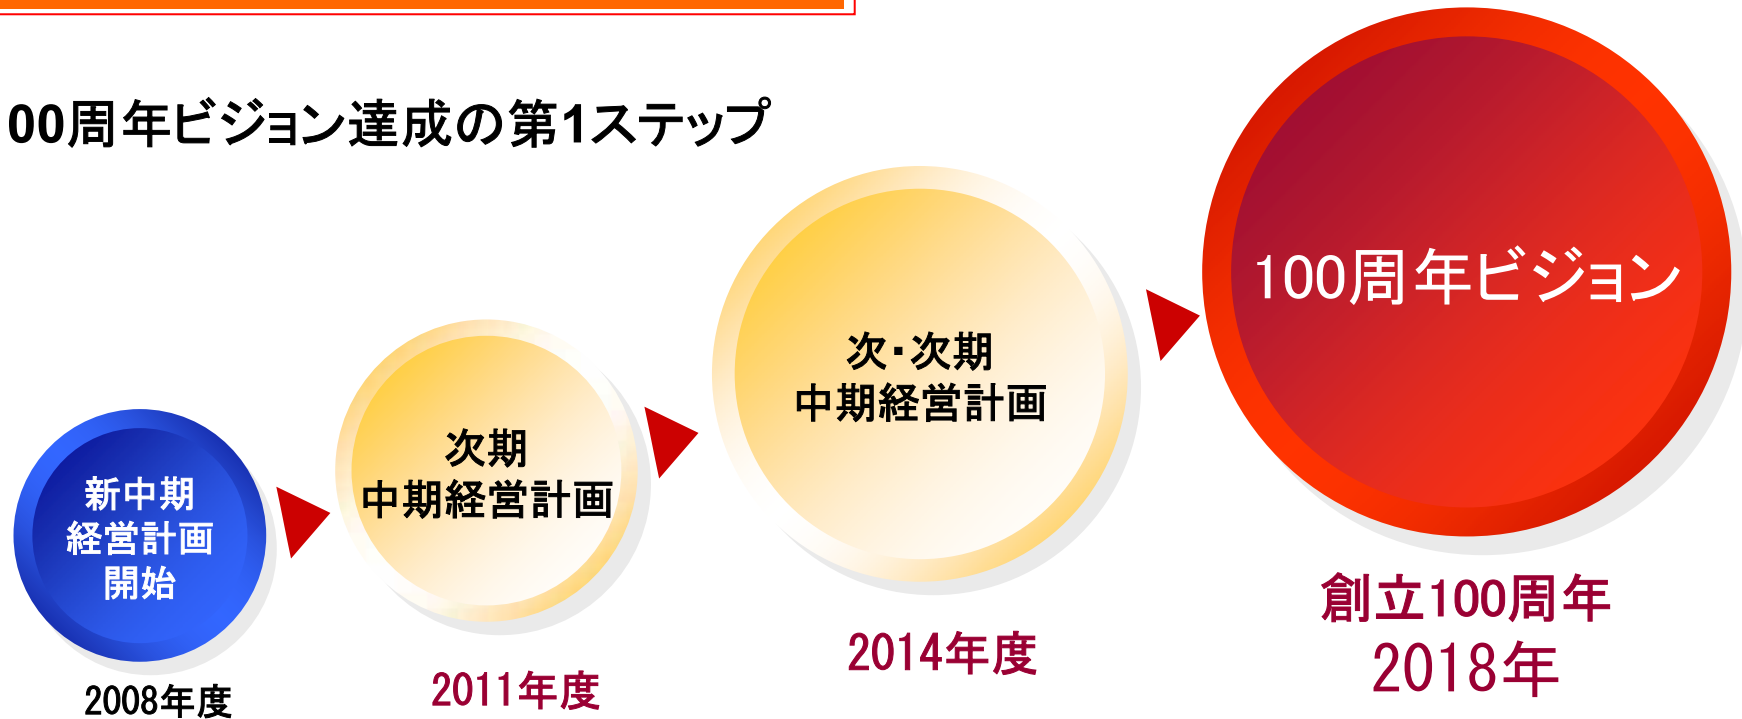 00周年ビジョン達成の第1ステップ
新中期
経営計画
開始
2008年度
次期
中期経営計画
2011年度
次・次期
中期経営計画
2014年度
100周年ビジョン
創立100周年
2018年